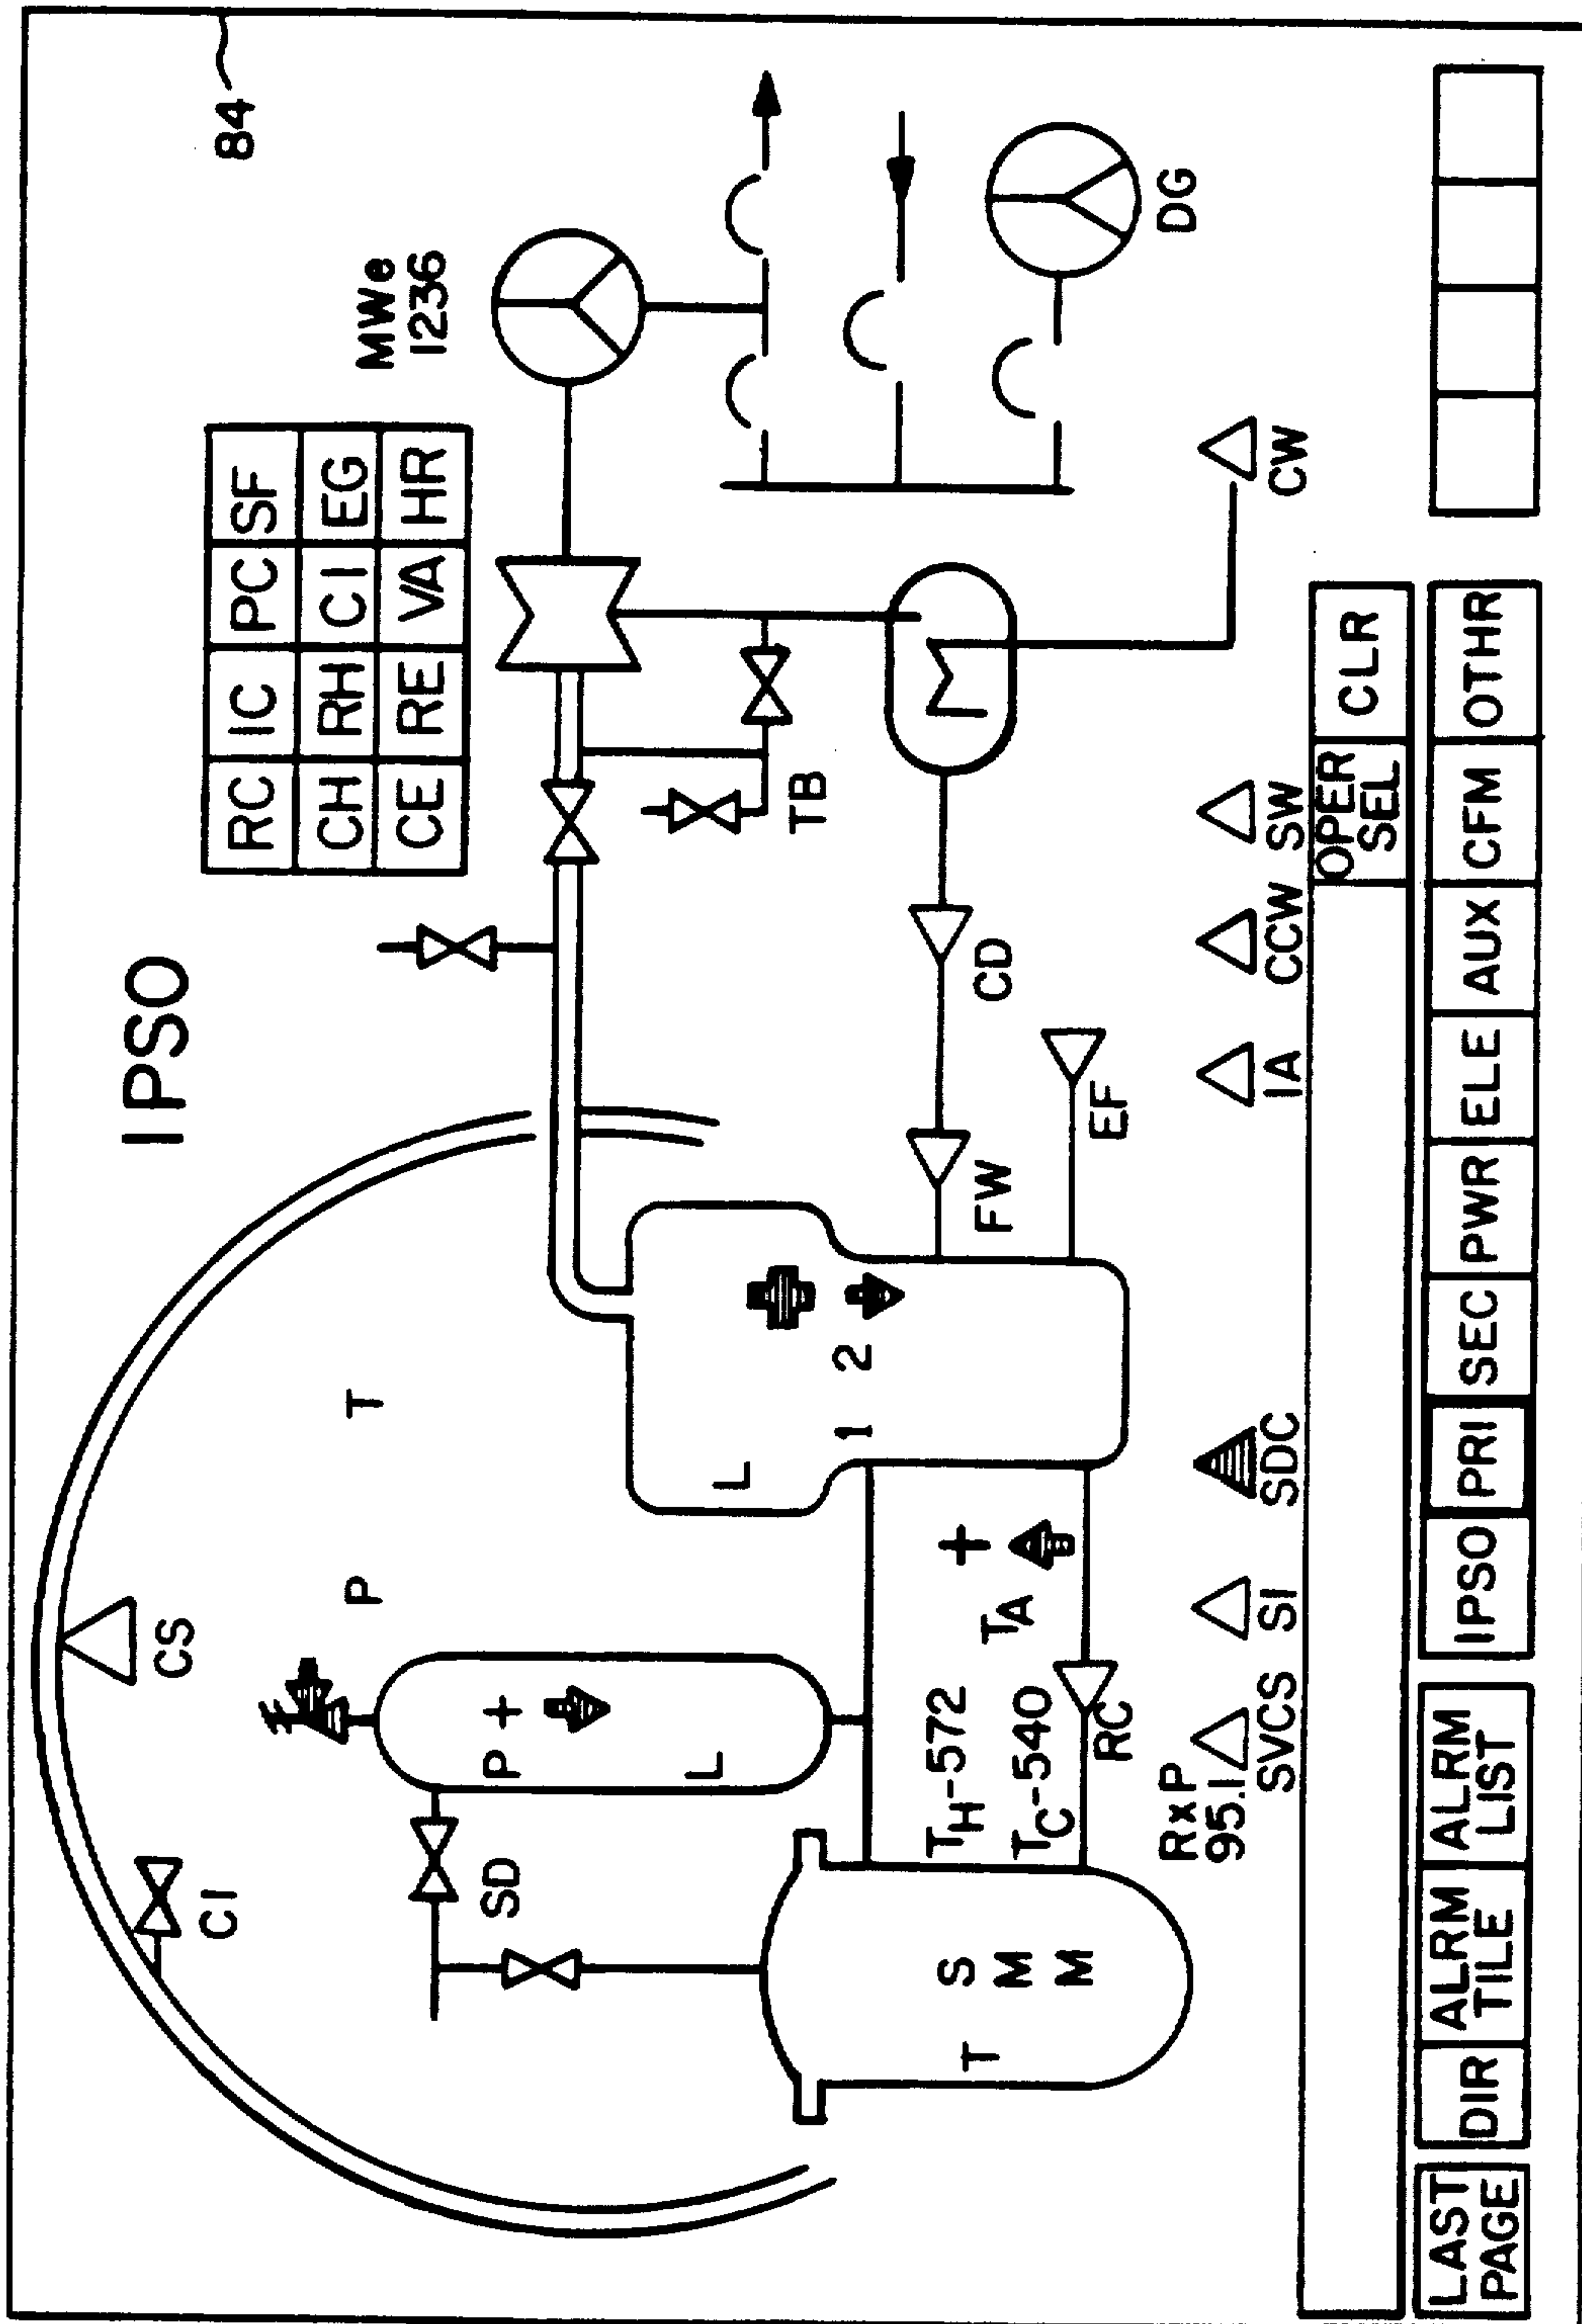 IPSO
84
RC IC PC SF
CH RH CI EG
CE RE VA HR
MWe
1236
CI
CS
P T
SD
P +
L
TB
L
1 2
T
S
M
M
TH-572
TC-540
TA +
RC
FW
CD
EF
DG
RxP
95.1
SVCS
SI
SDC
IA
CCW
SW
CW
OPER
SEL
CLR
LAST
PAGE
DIR
ALRM
TILE
ALRM
LIST
IPSO PRI SEC PWR ELE AUX CFM OTHR